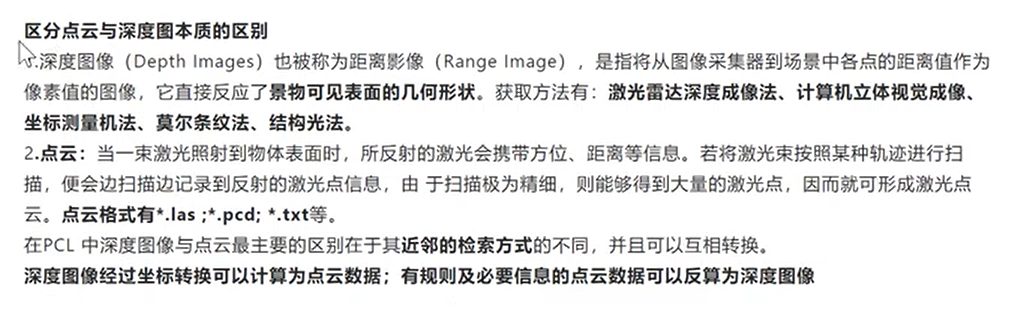 区分点云与深度图本质的区别
1.深度图像（Depth Images）也被称为距离影像（Range Image），是指将从图像采集器到场景中各点的距离值作为
像素值的图像，它直接反应了景物可见表面的几何形状。获取方法有：激光雷达深度成像法、计算机立体视觉成像、
坐标测量机法、莫尔条纹法、结构光法。
2.点云：当一束激光照射到物体表面时，所反射的激光会携带方位、距离等信息。若将激光束按照某种轨迹进行扫
描，便会边扫描边记录到反射的激光点信息，由 于扫描极为精细，则能够得到大量的激光点，因而就可形成激光点
云。点云格式有*.las ;*.pcd; *.txt等。
在PCL 中深度图像与点云最主要的区别在于其近邻的检索方式的不同，并且可以互相转换。
深度图像经过坐标转换可以计算为点云数据；有规则及必要信息的点云数据可以反算为深度图像